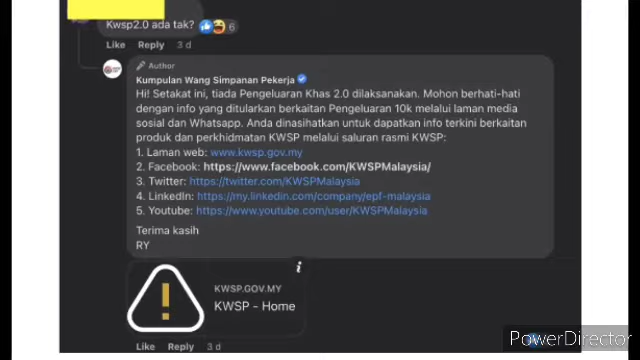 Kwsp2.0 ada tak?
6
Like Reply 3 d
Author
Kumpulan Wang Simpanan Pekerja
Hi! Setakat ini, tiada Pengeluaran Khas 2.0 dilaksanakan. Mohon berhati-hati
dengan info yang ditularkan berkaitan Pengeluaran 10k melalui laman media
sosial dan Whatsapp. Anda dinasihatkan untuk dapatkan info terkini berkaitan
produk dan perkhidmatan KWSP melalui saluran rasmi KWSP:
1. Laman web: www.kwsp.gov.my
2. Facebook: https://www.facebook.com/KWSPMalaysia/
3. Twitter: https://twitter.com/KWSPMalaysia
4. LinkedIn: https://my.linkedin.com/company/epf-malaysia
5. Youtube: https://www.youtube.com/user/KWSPMalaysia
Terima kasih
RY
i
!
KWSP.GOV.MY
KWSP - Home
Like Reply 3 d
PowerDirector